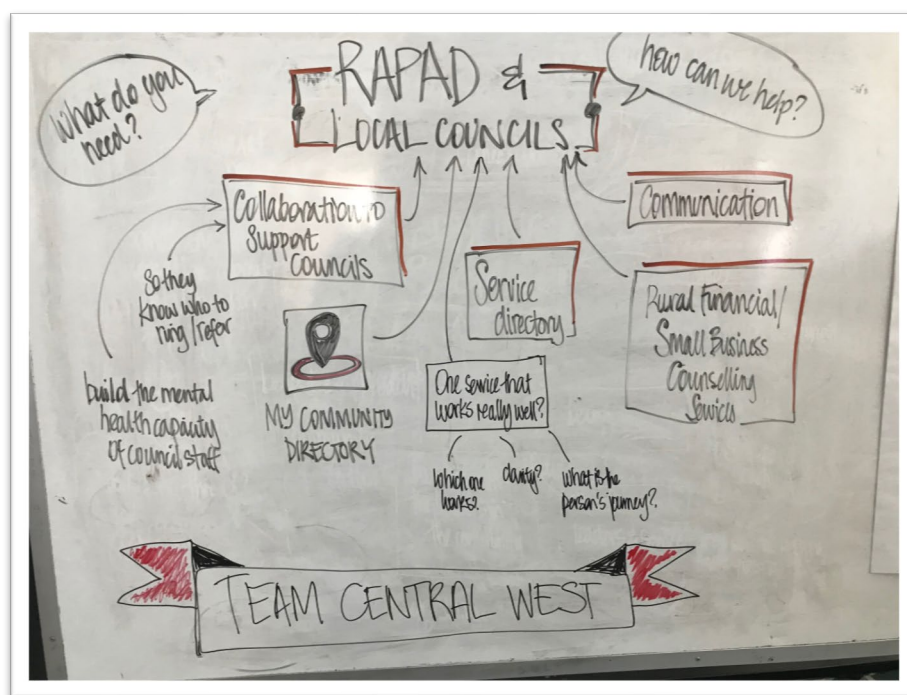 What do you
need?
RAPAD &
LOCAL COUNCILS
how can we help?
Collaboration to
Support
Councils
So they
know who to
ring/refer
build the mental
health capacity
of council staff
MY COMMUNITY
DIRECTORY
Service
directory
One service that
works really well?
Which one
works?
clarity?
What is the
person's journey?
Communication
Rural Financial/
Small Business
Counselling
Services
TEAM CENTRAL WEST